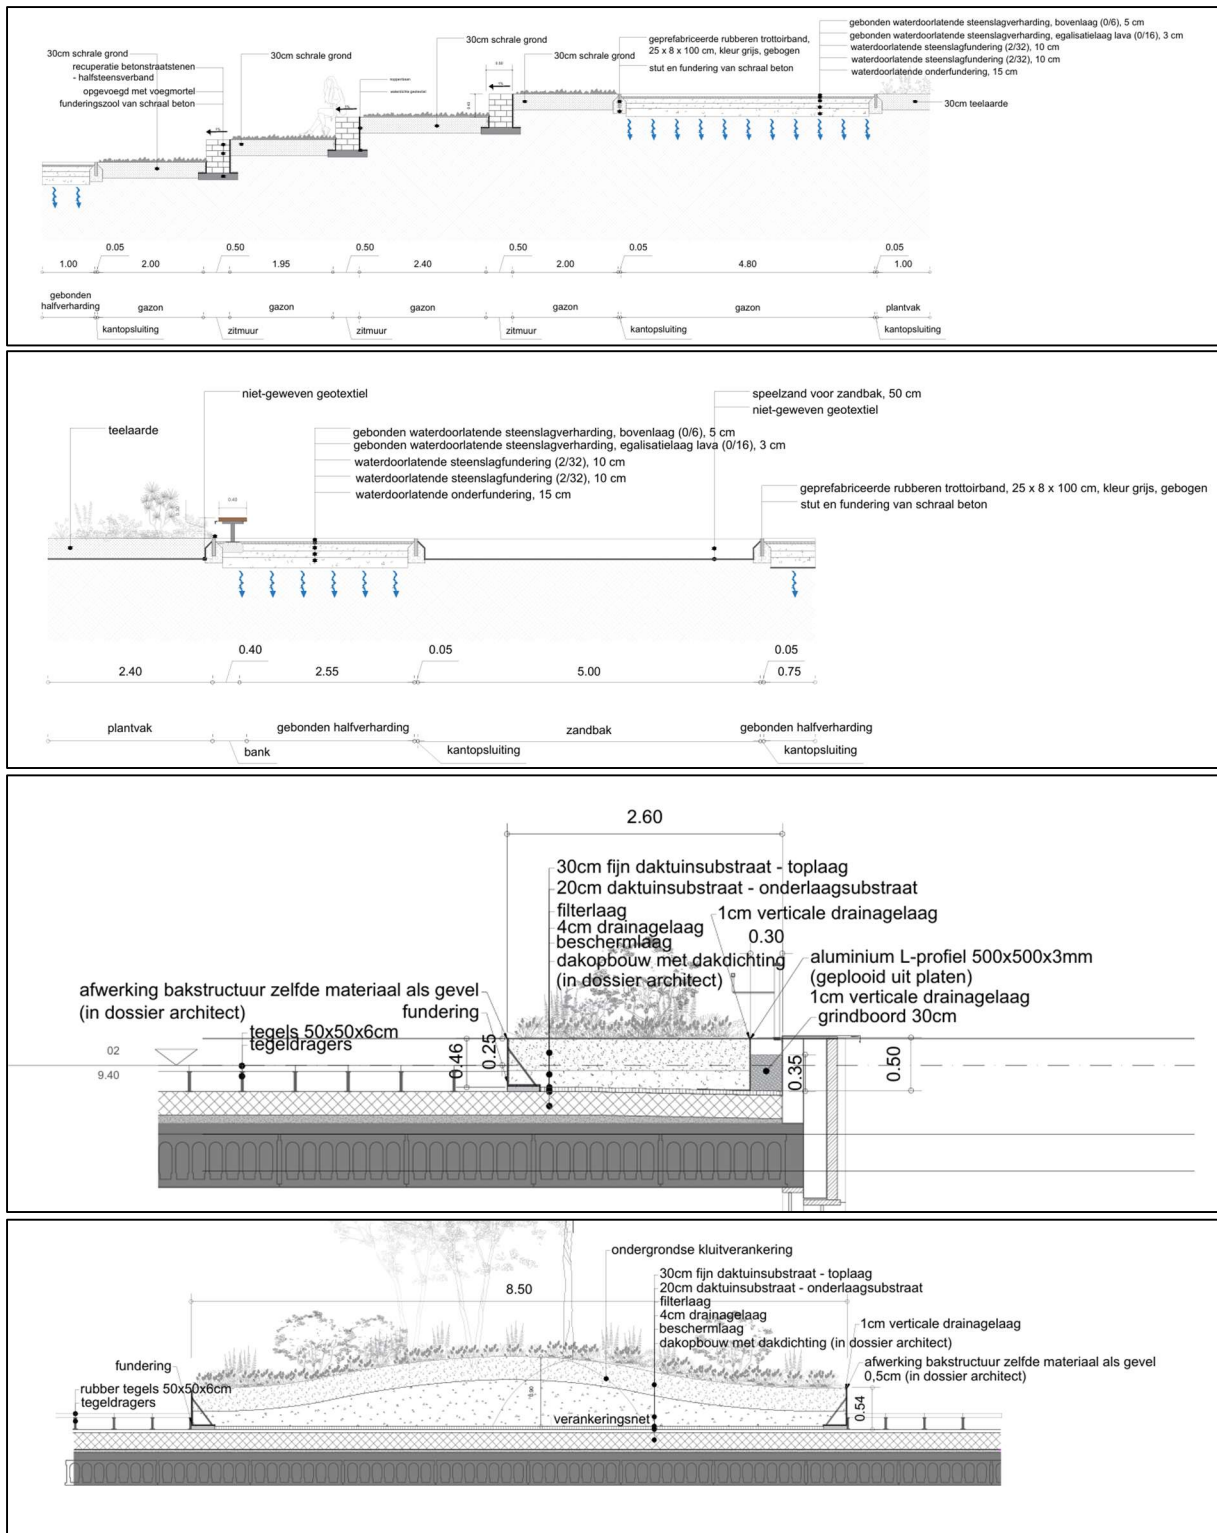 gebonden waterdoorlatende steenslagverharding, bovenlaag (0/6), 5 cm
gebonden waterdoorlatende steenslagverharding, egalisatielaag lava (0/16), 3 cm
waterdoorlatende steenslagfundering (2/32), 10 cm
waterdoorlatende steenslagfundering (2/32), 10 cm
waterdoorlatende onderfundering, 15 cm
30cm teelaarde
geprefabriceerde rubberen trottoirband,
25 x 8 x 100 cm, kleur grijs, gebogen
stut en fundering van schraal beton
30cm schrale grond
30cm schrale grond
30cm schrale grond
30cm schrale grond
recuperatie betonstraatstenen
- halfsteensverband
opgevoegd met voegmortel
funderingszool van schraal beton
0.05 0.50 0.50 0.50 0.05 0.05
1.00 2.00 1.95 2.40 2.00 4.80 1.00
gebonden
halfverharding gazon gazon gazon gazon gazon plantvak
kantopsluiting zitmuur zitmuur zitmuur kantopsluiting kantopsluiting
niet-geweven geotextiel
speelzand voor zandbak, 50 cm
niet-geweven geotextiel
teelaarde
gebonden waterdoorlatende steenslagverharding, bovenlaag (0/6), 5 cm
gebonden waterdoorlatende steenslagverharding, egalisatielaag lava (0/16), 3 cm
waterdoorlatende steenslagfundering (2/32), 10 cm
waterdoorlatende steenslagfundering (2/32), 10 cm
waterdoorlatende onderfundering, 15 cm
geprefabriceerde rubberen trottoirband, 25 x 8 x 100 cm, kleur grijs, gebogen
stut en fundering van schraal beton
0.40 0.05 0.05
2.40 2.55 5.00 0.75
plantvak gebonden halfverharding zandbak gebonden halfverharding
bank kantopsluiting kantopsluiting
2.60
30cm fijn daktuinsubstraat - toplaag
20cm daktuinsubstraat - onderlaagsubstraat
filterlaag
4cm drainagelaag
beschermlaag
dakopbouw met dakdichting
(in dossier architect)
1cm verticale drainagelaag
0.30
aluminium L-profiel 500x500x3mm
(geplooid uit platen)
1cm verticale drainagelaag
grindboord 30cm
afwerking bakstructuur zelfde materiaal als gevel
(in dossier architect)
fundering
tegels 50x50x6cm
tegeldragers
02
9.40
0.46
0.25
0.35
0.50
ondergrondse kluitverankering
8.50
30cm fijn daktuinsubstraat - toplaag
20cm daktuinsubstraat - onderlaagsubstraat
filterlaag
4cm drainagelaag
beschermlaag
dakopbouw met dakdichting (in dossier architect)
1cm verticale drainagelaag
afwerking bakstructuur zelfde materiaal als gevel
0,5cm (in dossier architect)
fundering
rubber tegels 50x50x6cm
tegeldragers
verankeringsnet
0.90
0.54